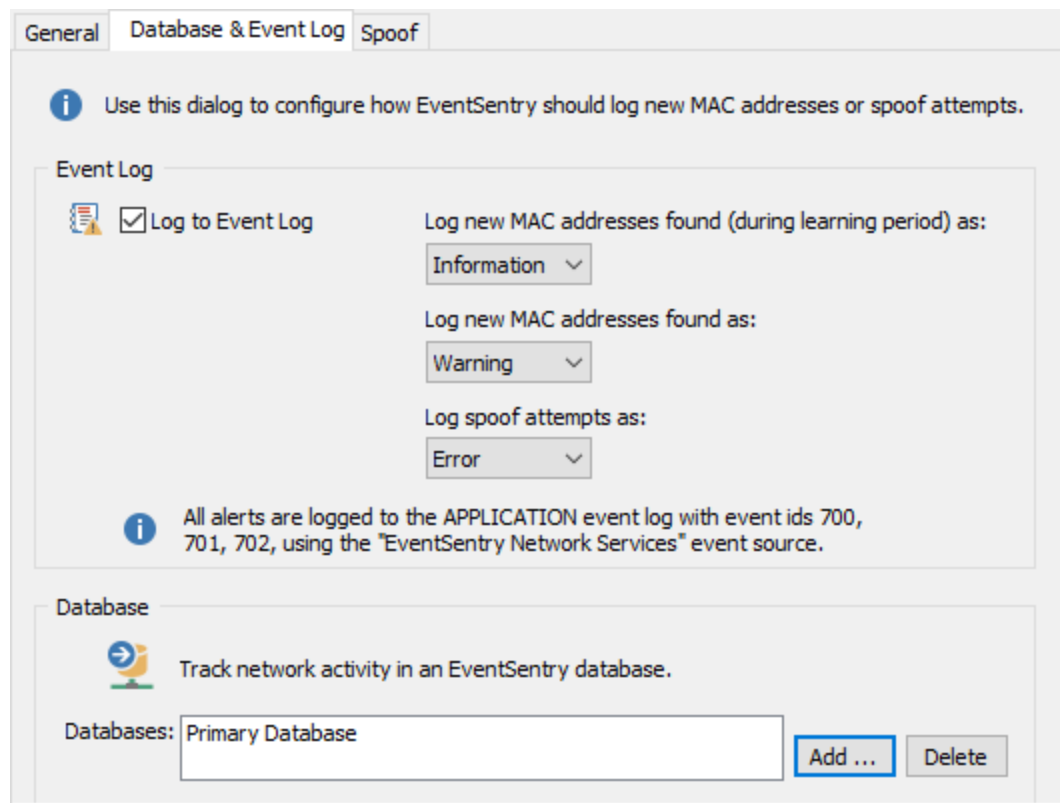 General
Database & Event Log
Spoof
Use this dialog to configure how EventSentry should log new MAC addresses or spoof attempts.
Event Log
Log to Event Log
Log new MAC addresses found (during learning period) as:
Information
Log new MAC addresses found as:
Warning
Log spoof attempts as:
Error
All alerts are logged to the APPLICATION event log with event ids 700,
701, 702, using the "EventSentry Network Services" event source.
Database
Track network activity in an EventSentry database.
Databases:
Primary Database
Add ...
Delete